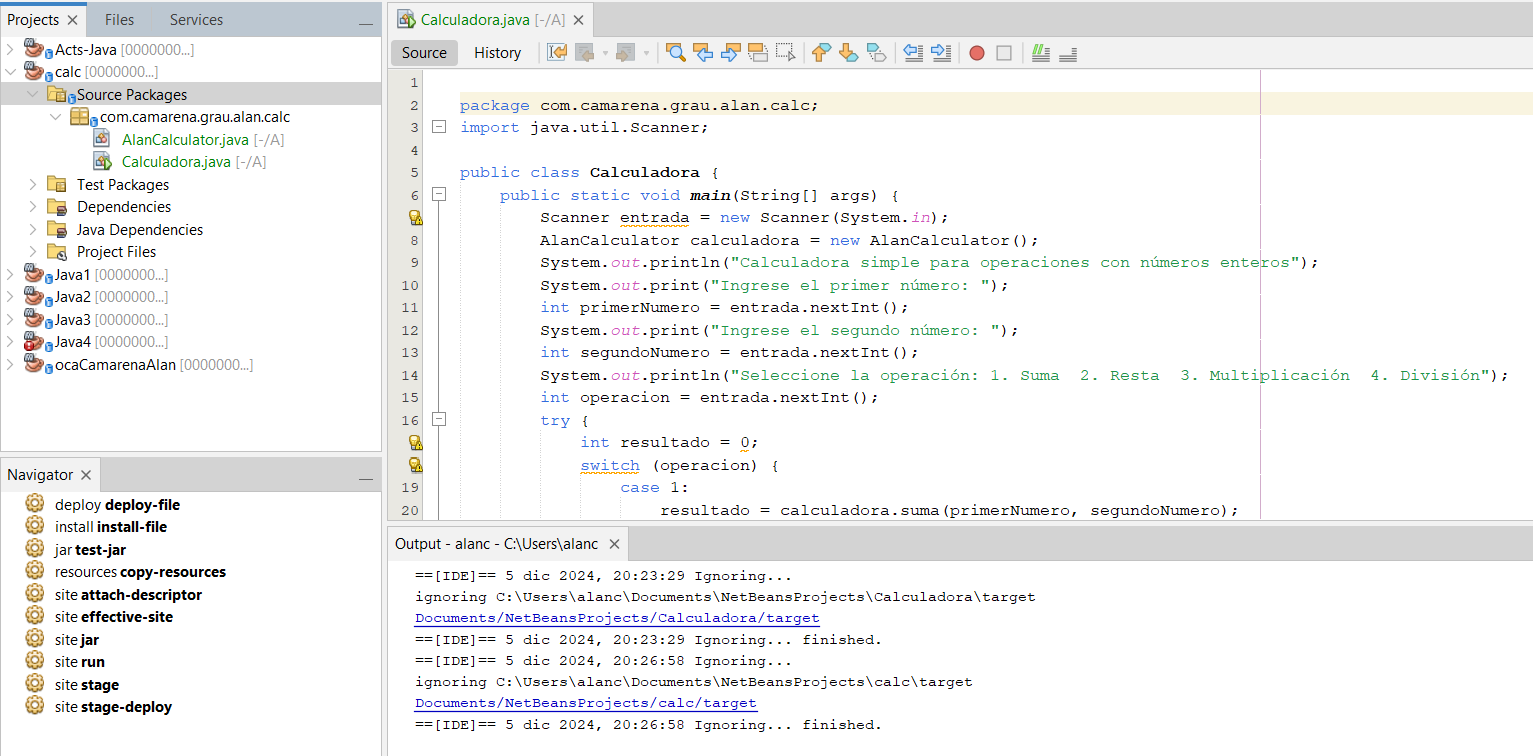 Projects Files Services
Acts-Java [0000000...]
calc [0000000...]
Source Packages
com.camarena.grau.alan.calc
AlanCalculator.java [-/A]
Calculadora.java [-/A]
Test Packages
Dependencies
Java Dependencies
Project Files
Java1 [0000000...]
Java2 [0000000...]
Java3 [0000000...]
Java4 [0000000...]
ocaCamarenaAlan [0000000...]
Navigator
deploy deploy-file
install install-file
jar test-jar
resources copy-resources
site attach-descriptor
site effective-site
site jar
site run
site stage
site stage-deploy
Calculadora.java [-/A]
Source History
1
2 package com.camarena.grau.alan.calc;
3 import java.util.Scanner;
4
5 public class Calculadora {
6 public static void main(String[] args) {
Scanner entrada = new Scanner(System.in);
8 AlanCalculator calculadora = new AlanCalculator();
9 System.out.println("Calculadora simple para operaciones con números enteros");
10 System.out.print("Ingrese el primer número: ");
11 int primerNumero = entrada.nextInt();
12 System.out.print("Ingrese el segundo número: ");
13 int segundoNumero = entrada.nextInt();
14 System.out.println("Seleccione la operación: 1. Suma  2. Resta  3. Multiplicación  4. División");
15 int operacion = entrada.nextInt();
16 try {
int resultado = 0;
switch (operacion) {
19 case 1:
20 resultado = calculadora.suma(primerNumero, segundoNumero);
Output - alanc - C:\Users\alanc
==[IDE]== 5 dic 2024, 20:23:29 Ignoring...
ignoring C:\Users\alanc\Documents\NetBeansProjects\Calculadora\target
Documents/NetBeansProjects/Calculadora/target
==[IDE]== 5 dic 2024, 20:23:29 Ignoring... finished.
==[IDE]== 5 dic 2024, 20:26:58 Ignoring...
ignoring C:\Users\alanc\Documents\NetBeansProjects\calc\target
Documents/NetBeansProjects/calc/target
==[IDE]== 5 dic 2024, 20:26:58 Ignoring... finished.